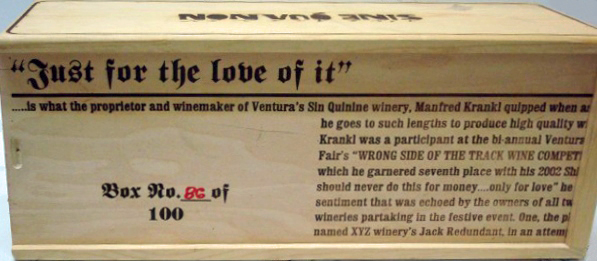 SINE QUA NON
“Just for the love of it”
.....is what the proprietor and winemaker of Ventura's Sin Quinine winery, Manfred Krankl quipped when
he goes to such lengths to produce high quality
Krankl was a participant at the bi-annual Ventura
Fair's “WRONG SIDE OF THE TRACK WINE
which he garnered seventh place with his 2002
should never do this for money....only for love” he
sentiment that was echoed by the owners of all
wineries partaking in the festive event. One, the
named XYZ winery's Jack Redundant, in an
Box No. 86 of
100